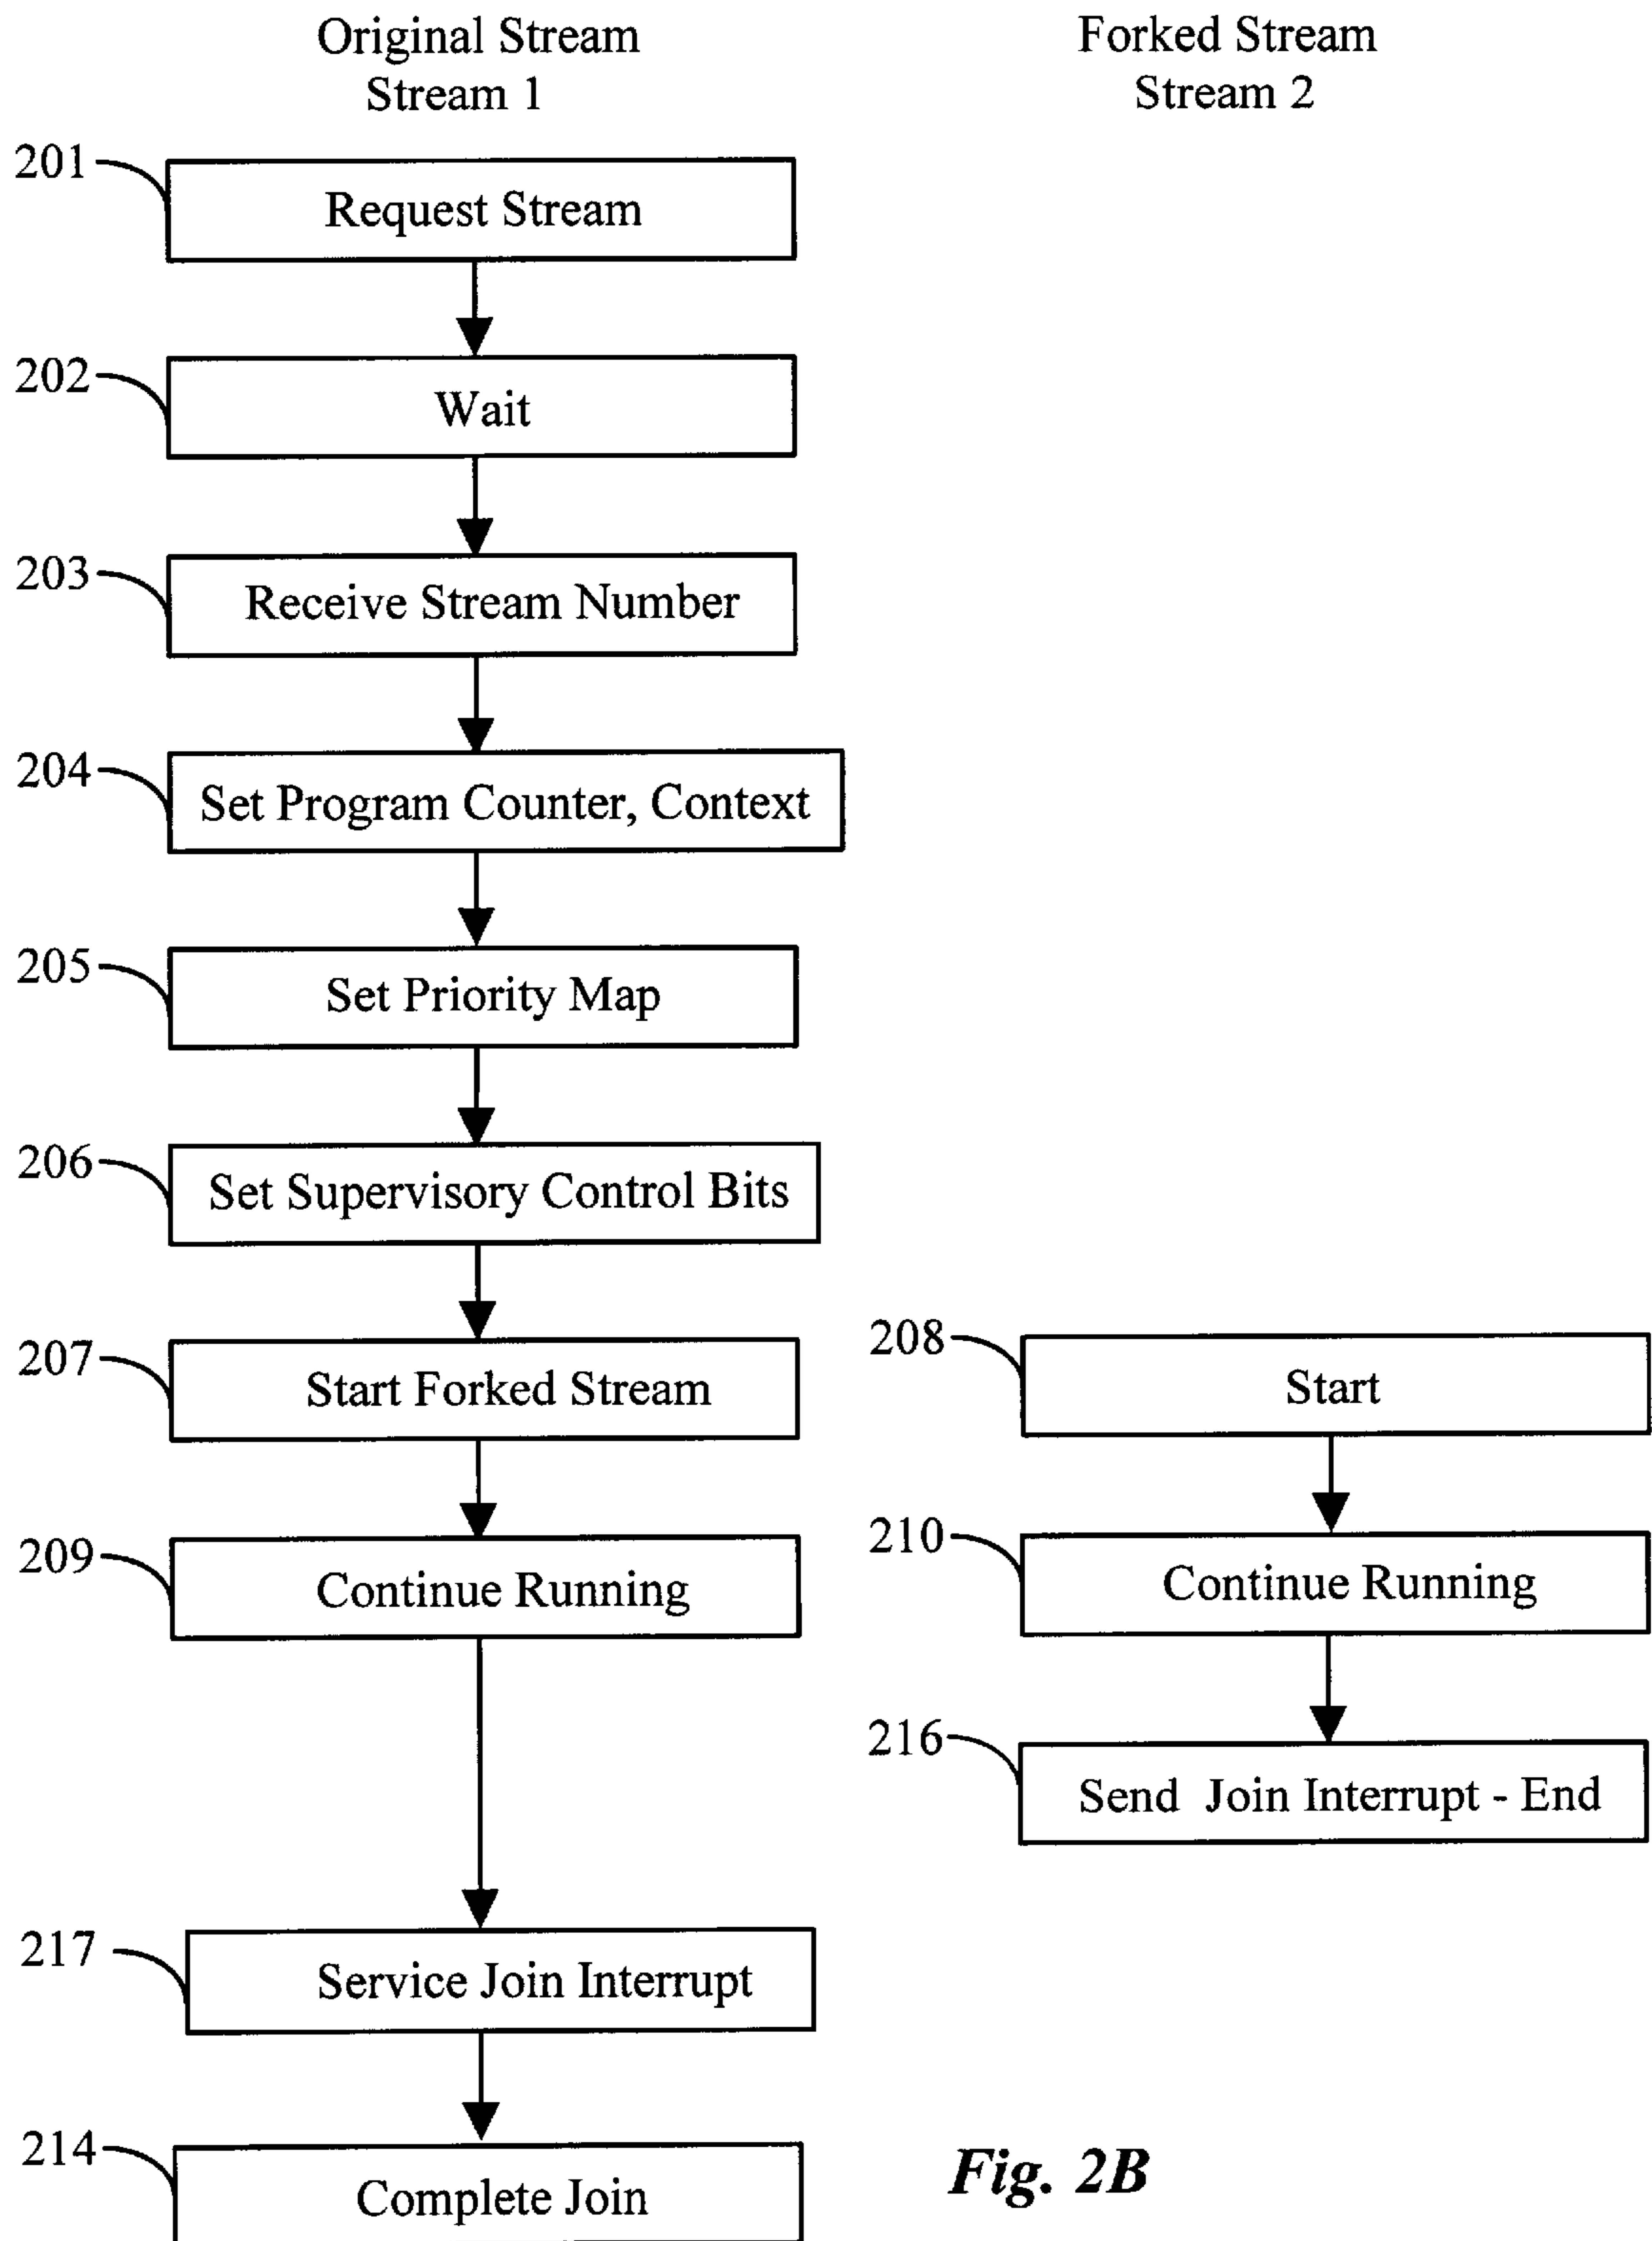 Original Stream
Stream 1
Forked Stream
Stream 2
201
Request Stream
202
Wait
203
Receive Stream Number
204
Set Program Counter, Context
205
Set Priority Map
206
Set Supervisory Control Bits
207
Start Forked Stream
208
Start
209
Continue Running
210
Continue Running
216
Send Join Interrupt - End
217
Service Join Interrupt
214
Complete Join
Fig. 2B